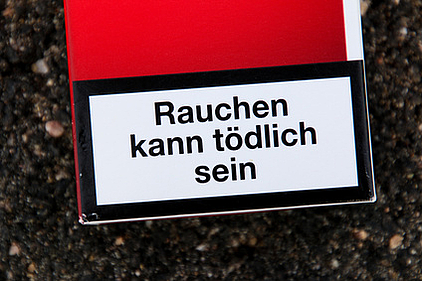 Rauchen
kann tödlich
sein